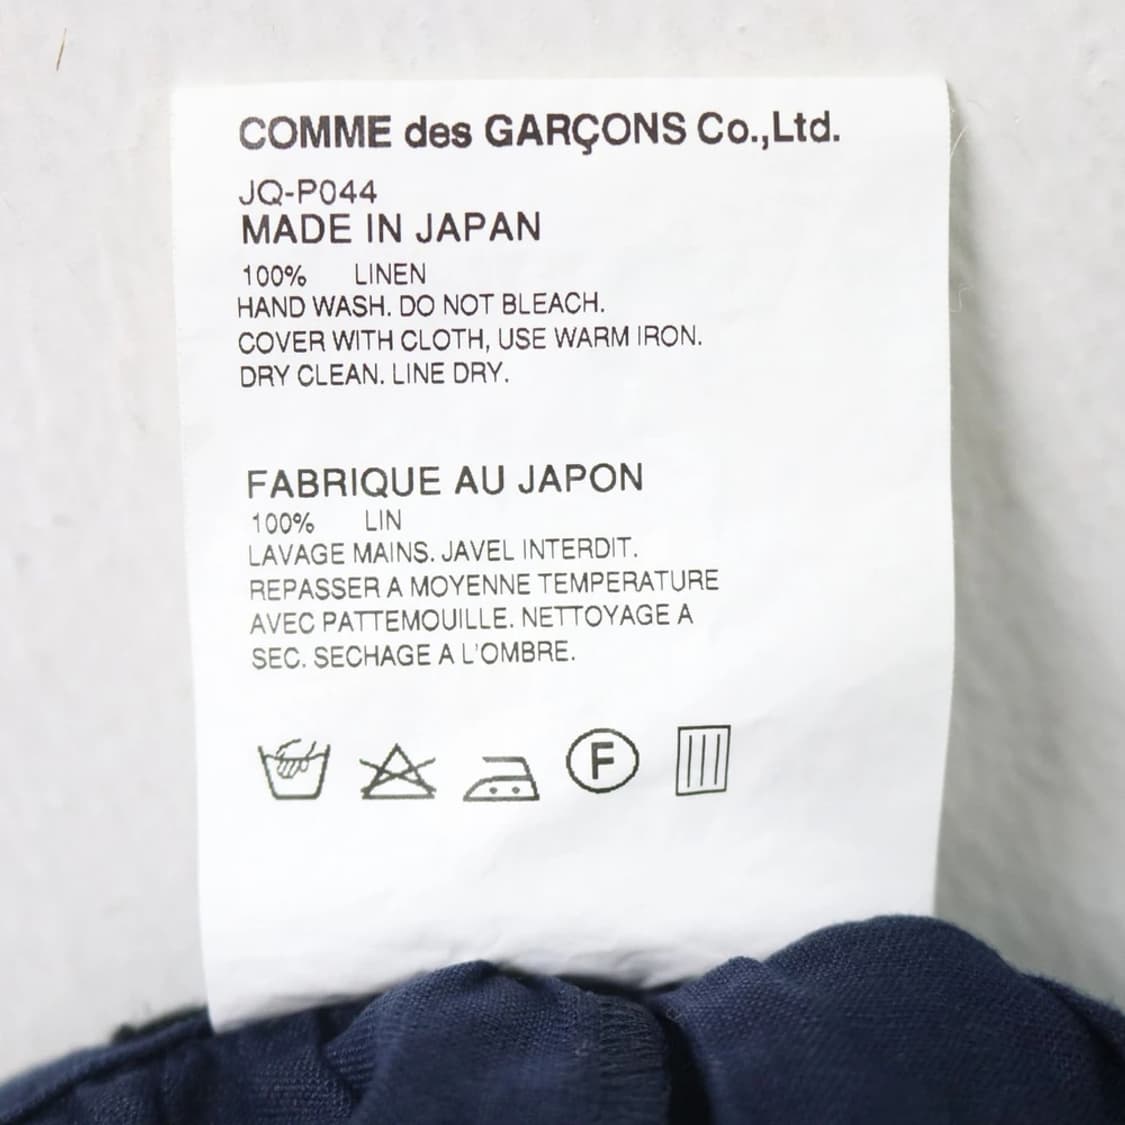 COMME des GARÇONS Co.,Ltd.
JQ-P044
MADE IN JAPAN
100% LINEN
HAND WASH. DO NOT BLEACH.
COVER WITH CLOTH, USE WARM IRON.
DRY CLEAN. LINE DRY.
FABRIQUE AU JAPON
100% LIN
LAVAGE MAINS. JAVEL INTERDIT.
REPASSER A MOYENNE TEMPERATURE
AVEC PATTEMOUILLE. NETTOYAGE A
SEC. SECHAGE A L'OMBRE.
F